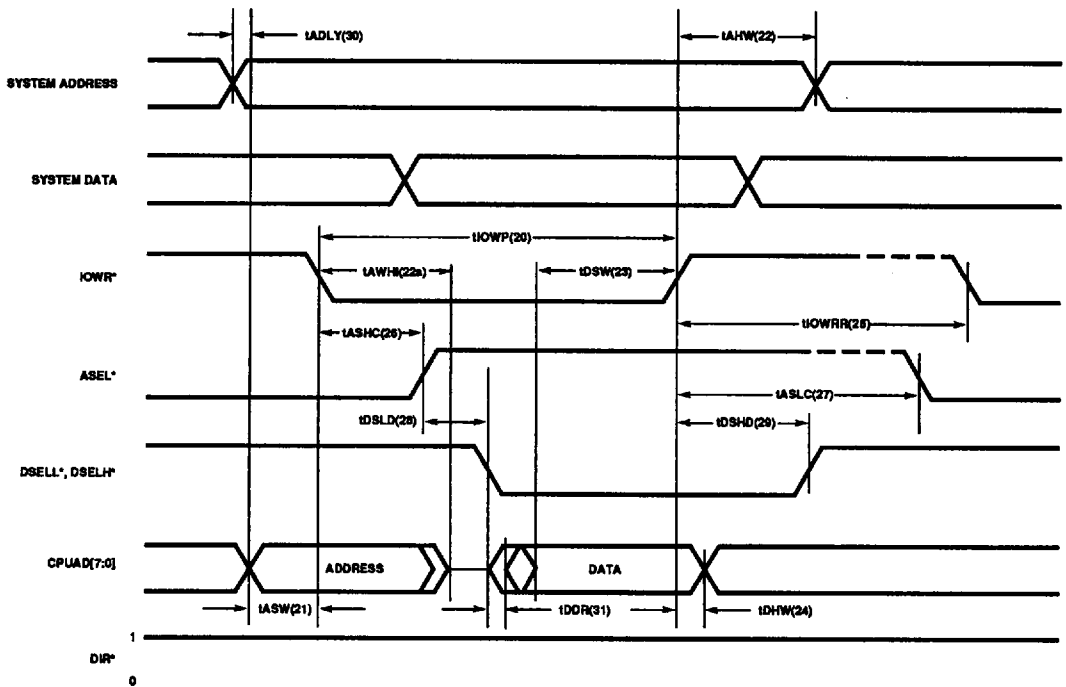 tADLY(30)
tAHW(22)
SYSTEM ADDRESS
SYSTEM DATA
tIOWP(20)
IOWR*
tAWHI(22a)
tDSW(23)
tIOWRR(25)
tASHC(26)
ASEL*
tASLC(27)
tDSLD(28)
tDSHD(29)
DSELL*, DSELH*
CPUAD[7:0]
ADDRESS
DATA
tASW(21)
tDDR(31)
tDHW(24)
1
DIR*
0